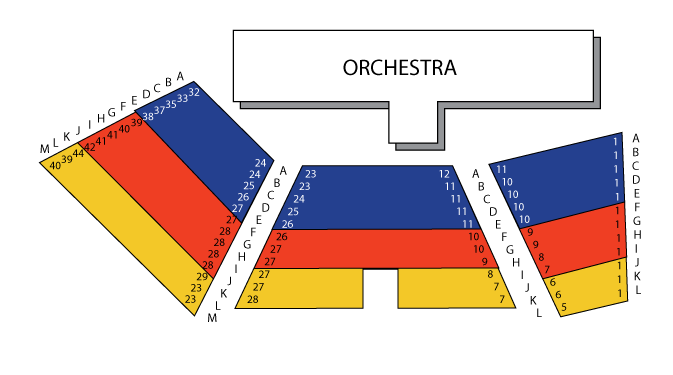 ORCHESTRA
M L K J I H G F E D C B A
40 39 44 42 41 41 40 39 38 37 35 33 32
24
24
25
26
27
27
28
28
28
28
29
23
23
A
B
C
D
E
F
G
H
I
J
K
L
M
23 12
23 11
24 11
25 11
26 11
26 10
27 10
27 9
27 8
27 7
28 7
A
B
C
D
E
F
G
H
I
J
K
L
11 1 A
10 1 B
10 1 C
10 1 D
10 1 E
9 1 F
9 1 G
8 1 H
7 1 I
6 1 J
6 1 K
5 1 L